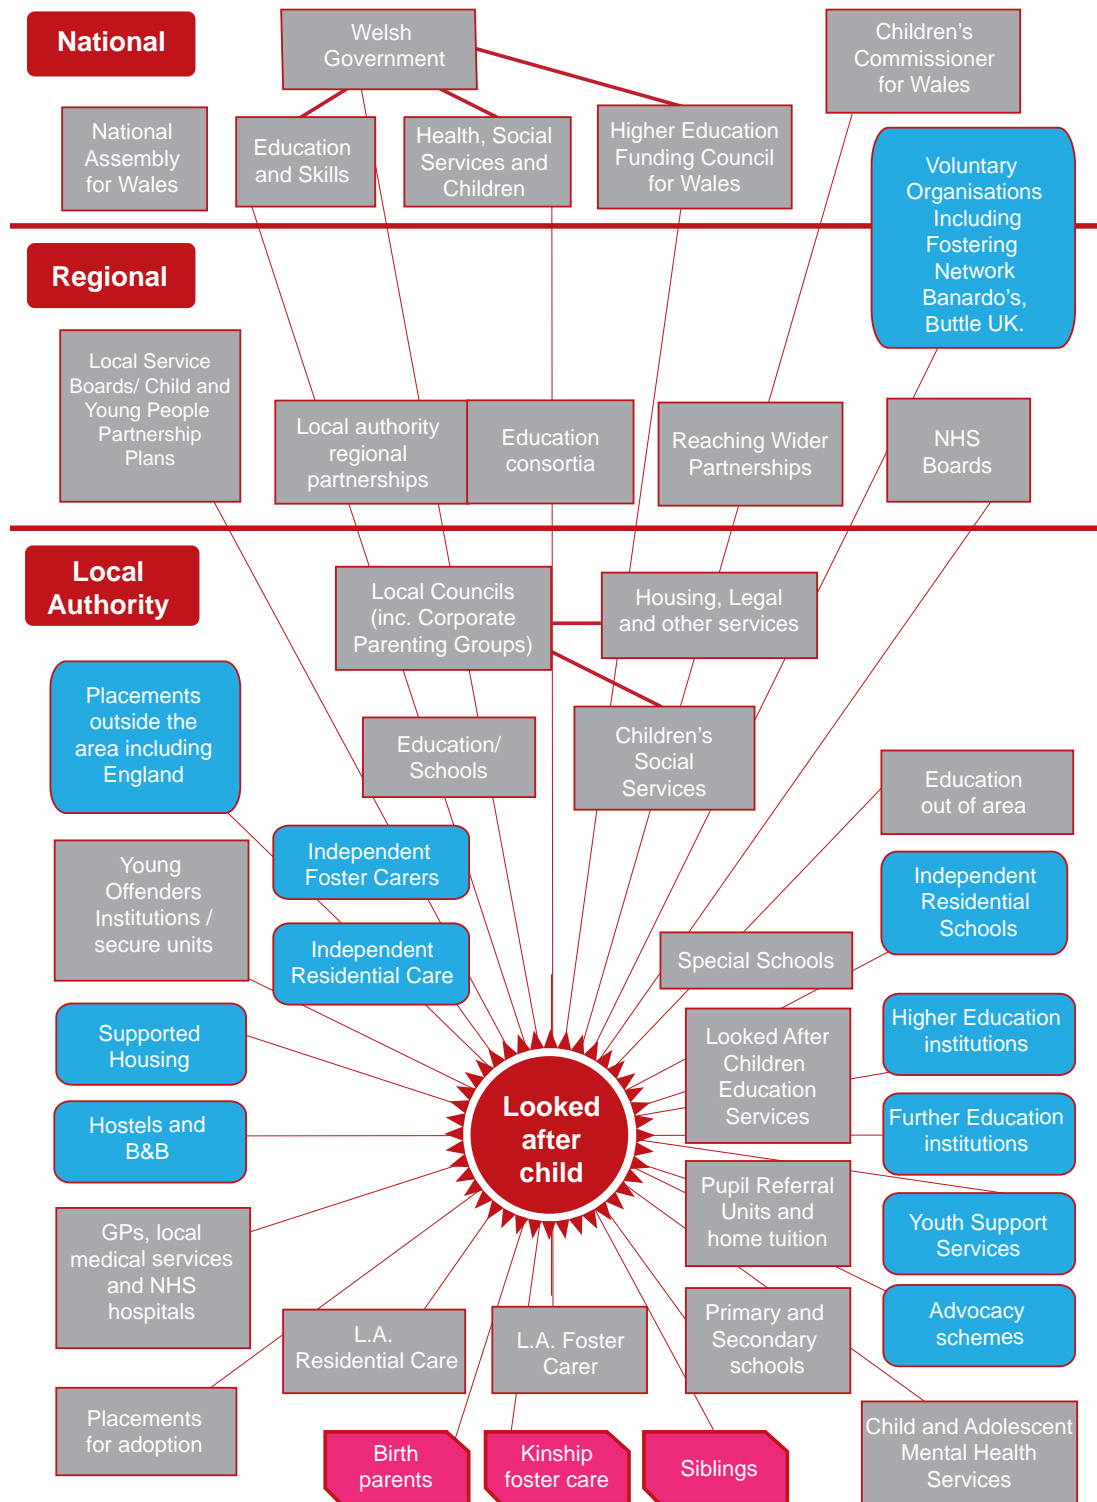 National
Welsh
Government
Children's
Commissioner
for Wales
National
Assembly
for Wales
Education
and Skills
Health, Social
Services and
Children
Higher Education
Funding Council
for Wales
Voluntary
Organisations
Including
Fostering
Network
Banardo's,
Buttle UK.
Regional
Local Service
Boards/ Child and
Young People
Partnership
Plans
Local authority
regional
partnerships
Education
consortia
Reaching Wider
Partnerships
NHS
Boards
Local
Authority
Local Councils
(inc. Corporate
Parenting Groups)
Housing, Legal
and other services
Placements
outside the
area including
England
Education/
Schools
Children's
Social
Services
Education
out of area
Young
Offenders
Institutions /
secure units
Independent
Foster Carers
Independent
Residential
Schools
Independent
Residential Care
Special Schools
Supported
Housing
Looked After
Children
Education
Services
Higher Education
institutions
Hostels and
B&B
Looked
after
child
Further Education
institutions
GPs, local
medical services
and NHS
hospitals
Pupil Referral
Units and
home tuition
Youth Support
Services
L.A.
Residential Care
L.A. Foster
Carer
Primary and
Secondary
schools
Advocacy
schemes
Placements
for adoption
Birth
parents
Kinship
foster care
Siblings
Child and Adolescent
Mental Health
Services